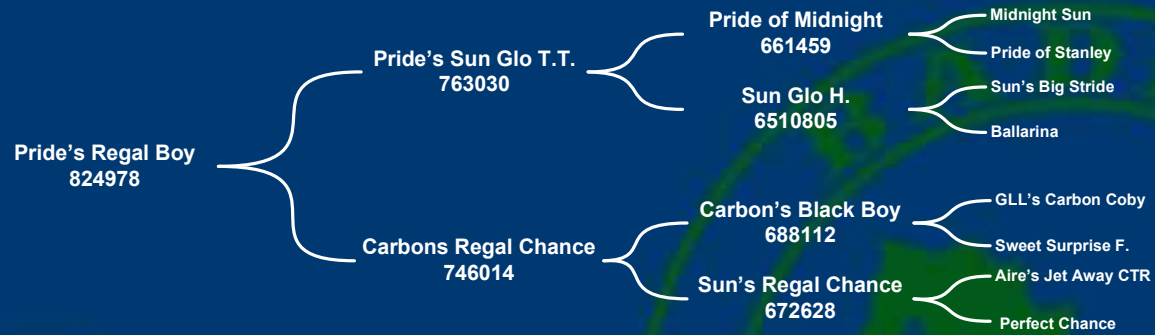 Pride's Regal Boy
824978
Pride's Sun Glo T.T.
763030
Carbons Regal Chance
746014
Pride of Midnight
661459
Sun Glo H.
6510805
Carbon's Black Boy
688112
Sun's Regal Chance
672628
Midnight Sun
Pride of Stanley
Sun's Big Stride
Ballarina
GLL's Carbon Coby
Sweet Surprise F.
Aire's Jet Away CTR
Perfect Chance